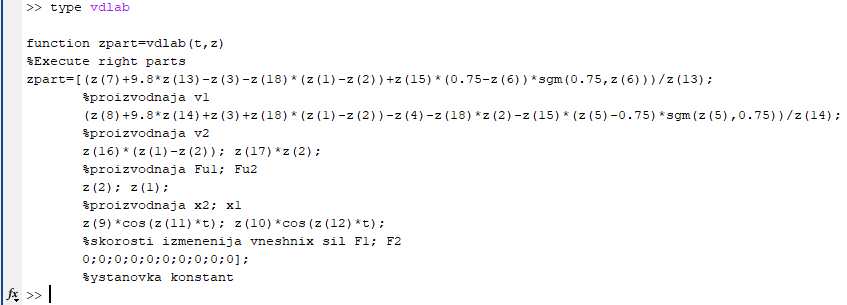 >> type vdlab
function zpart=vdlab(t,z)
%Execute right parts
zpart=[(z(7)+9.8*z(13)-z(3)-z(18)*(z(1)-z(2))+z(15)*(0.75-z(6))*sgm(0.75,z(6)))/z(13);
%proizvodnaja v1
(z(8)+9.8*z(14)+z(3)+z(18)*(z(1)-z(2))-z(4)-z(18)*z(2)-z(15)*(z(5)-0.75)*sgm(z(5),0.75))/z(14);
%proizvodnaja v2
z(16)*(z(1)-z(2)); z(17)*z(2);
%proizvodnaja Fu1; Fu2
z(2); z(1);
%proizvodnaja x2; x1
z(9)*cos(z(11)*t); z(10)*cos(z(12)*t);
%skorosti izmenenija vneshnix sil F1; F2
0;0;0;0;0;0;0;0;0;0];
%ystanovka konstant
fx >>